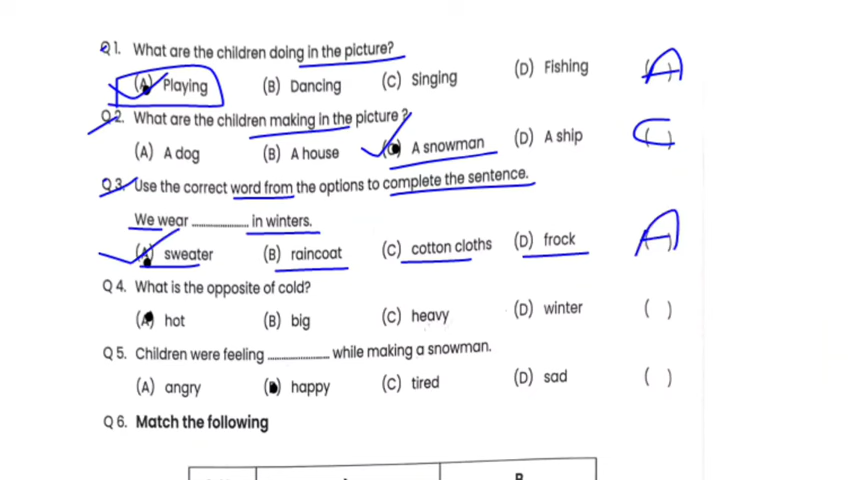 Q 1. What are the children doing in the picture?
(A) Playing (B) Dancing (C) Singing (D) Fishing (A)
Q 2. What are the children making in the picture ?
(A) A dog (B) A house (C) A snowman (D) A ship (C)
Q 3. Use the correct word from the options to complete the sentence.
We wear .................... in winters.
(A) sweater (B) raincoat (C) cotton cloths (D) frock (A)
Q 4. What is the opposite of cold?
(A) hot (B) big (C) heavy (D) winter ( )
Q 5. Children were feeling .................... while making a snowman.
(A) angry (B) happy (C) tired (D) sad ( )
Q 6. Match the following
B